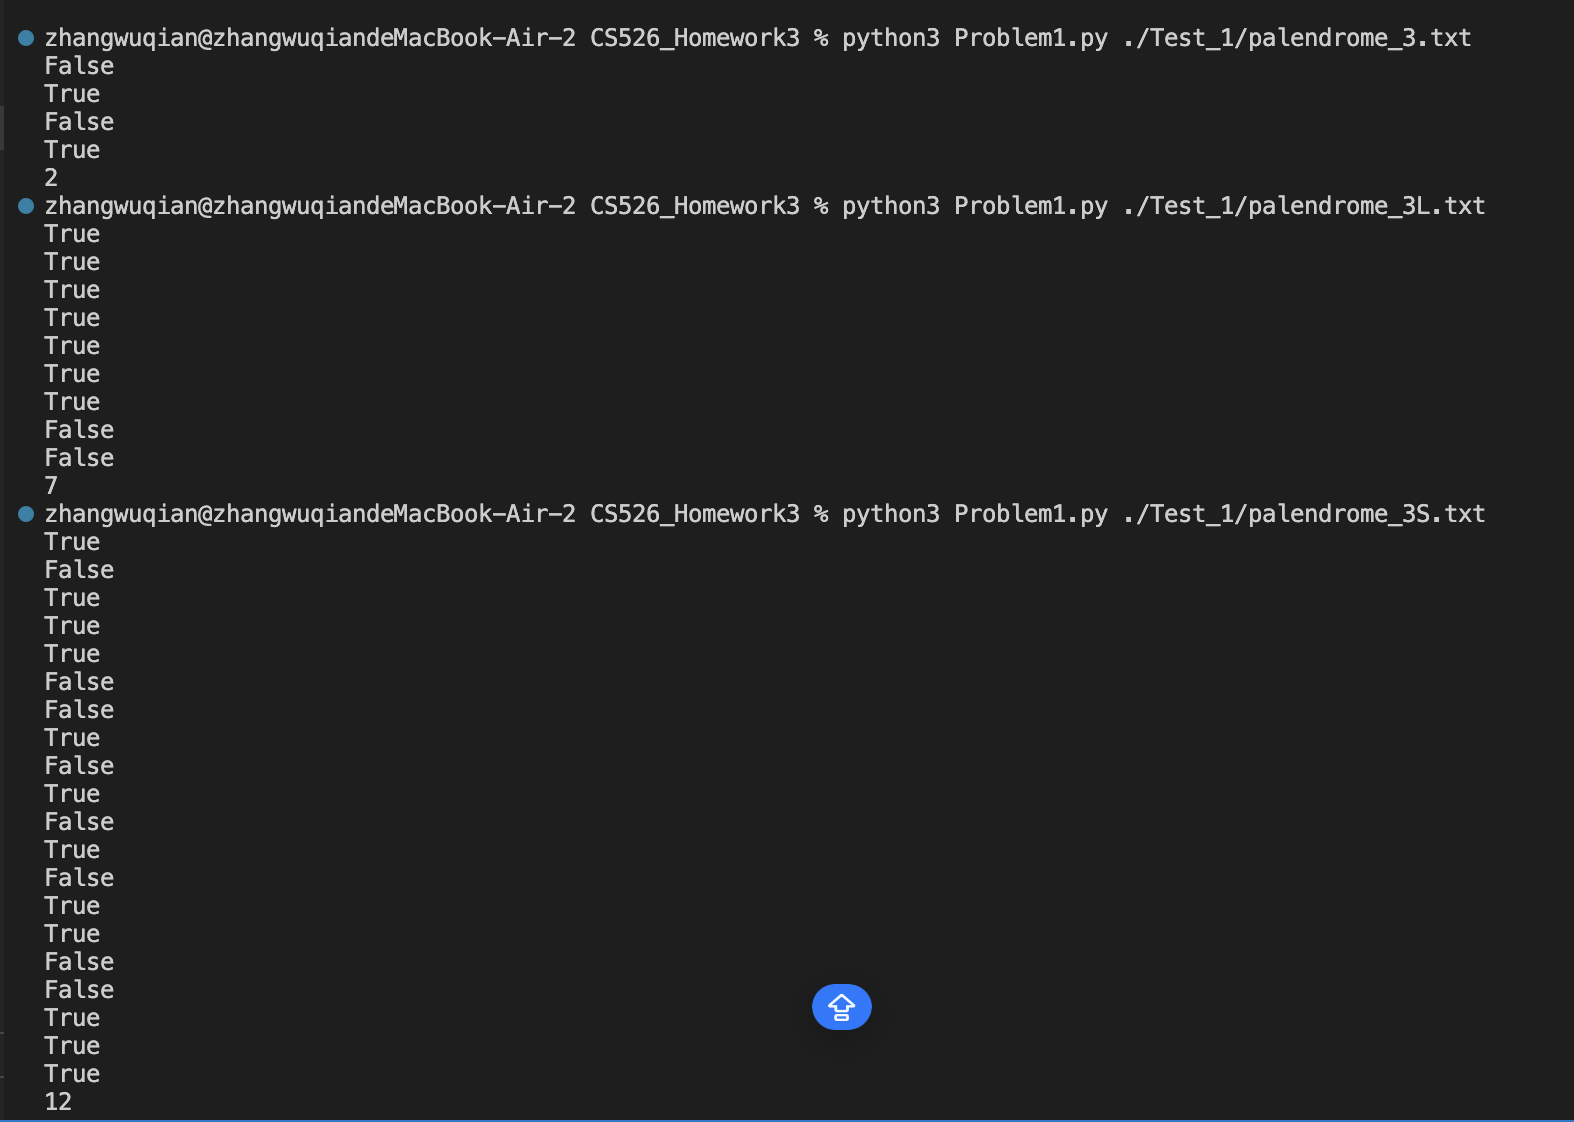 zhangwuqian@zhangwuqiandeMacBook-Air-2 CS526_Homework3 % python3 Problem1.py ./Test_1/palendrome_3.txt
False
True
False
True
2
zhangwuqian@zhangwuqiandeMacBook-Air-2 CS526_Homework3 % python3 Problem1.py ./Test_1/palendrome_3L.txt
True
True
True
True
True
True
True
False
False
7
zhangwuqian@zhangwuqiandeMacBook-Air-2 CS526_Homework3 % python3 Problem1.py ./Test_1/palendrome_3S.txt
True
False
True
True
True
False
False
True
False
True
False
True
False
True
True
False
False
True
True
True
12